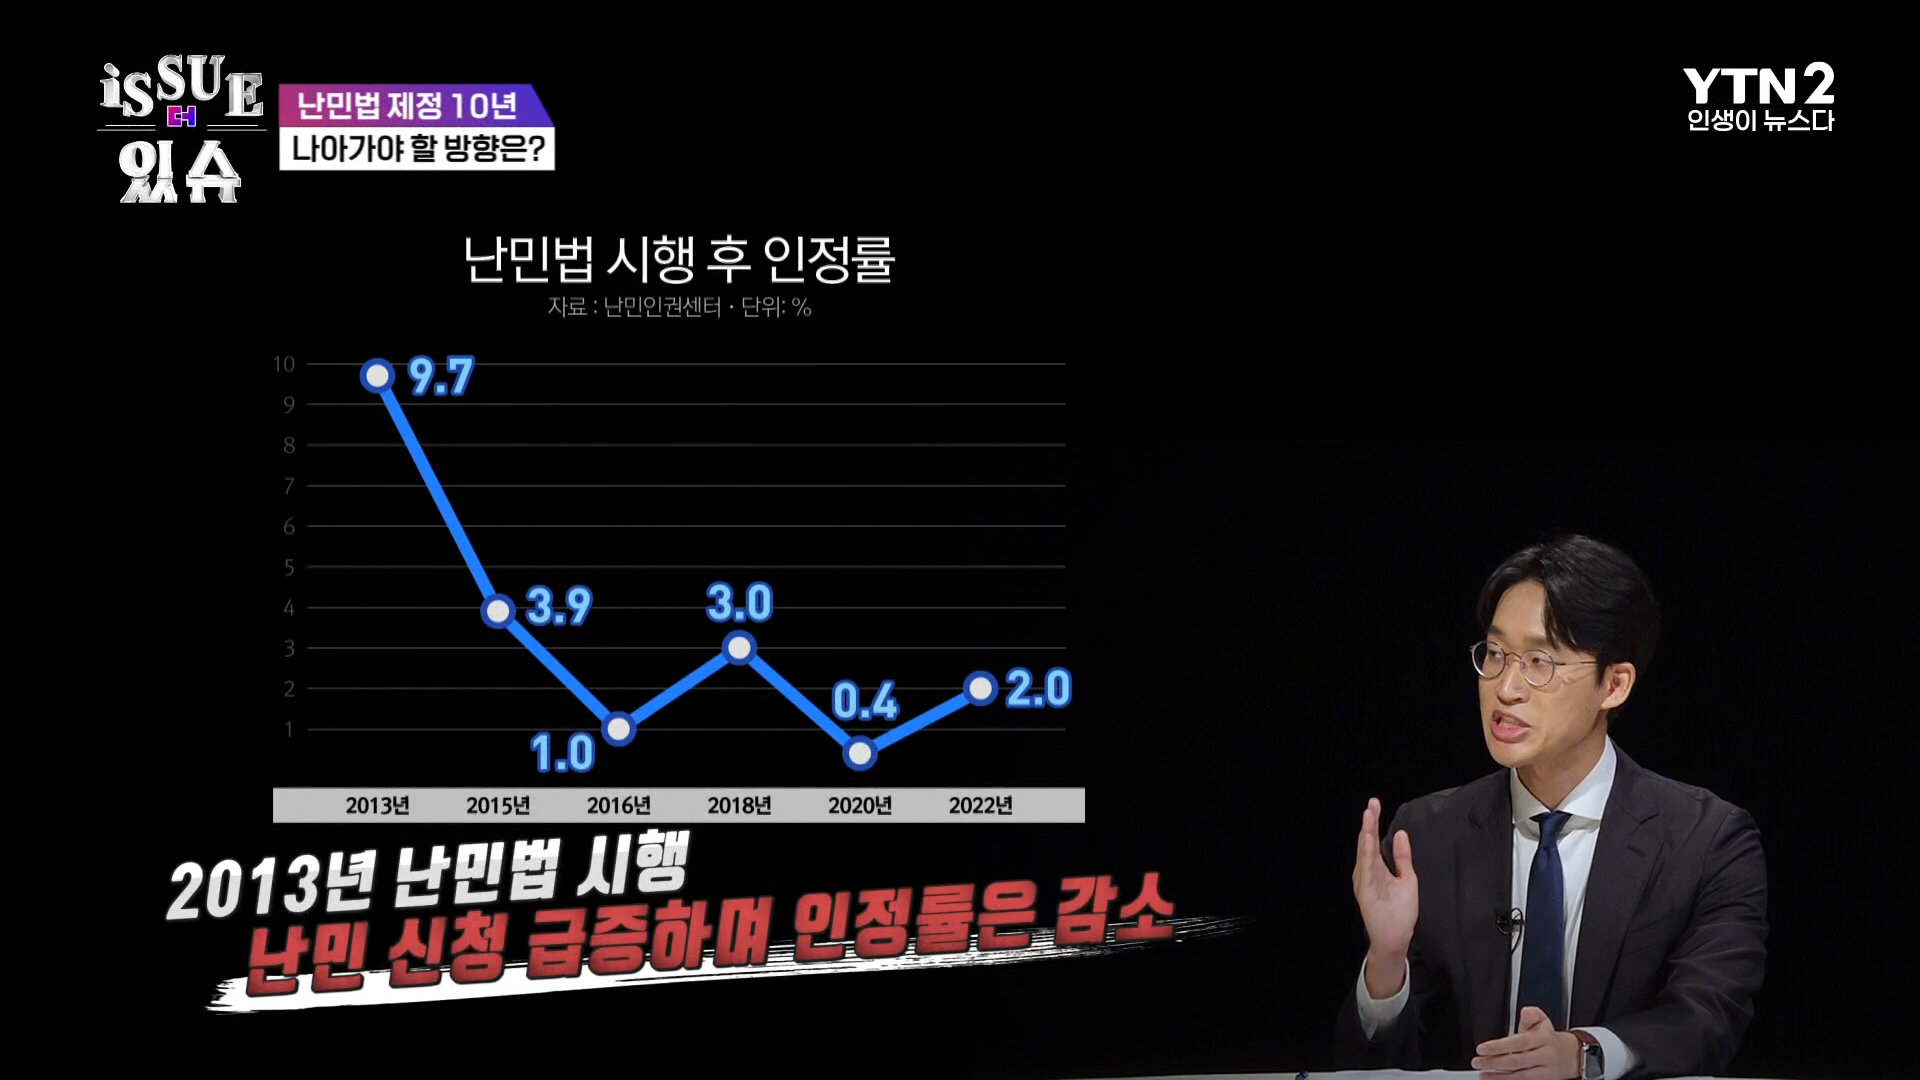 iSSUE
더
있슈
난민법 제정 10년
나아가야 할 방향은?
YTN2
인생이 뉴스다
난민법 시행 후 인정률
자료 : 난민인권센터 · 단위: %
10
9
8
7
6
5
4
3
2
1
9.7
3.9
1.0
3.0
0.4
2.0
2013년 2015년 2016년 2018년 2020년 2022년
2013년 난민법 시행
난민 신청 급증하며 인정률은 감소